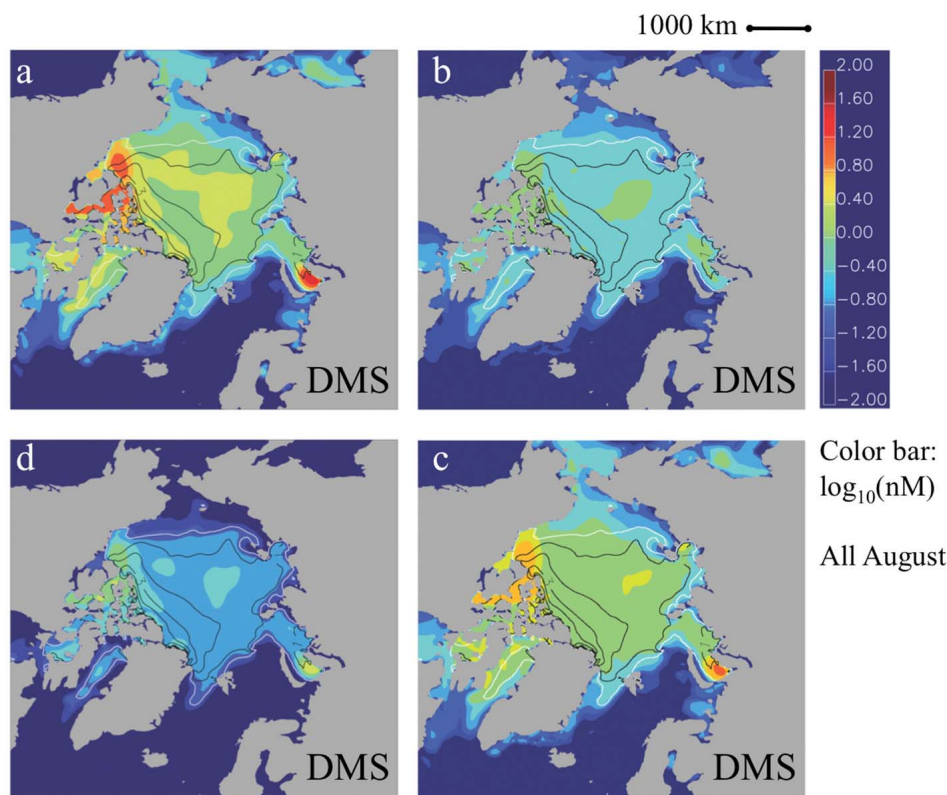 1000 km
a
DMS
b
DMS
2.00
1.60
1.20
0.80
0.40
0.00
−0.40
−0.80
−1.20
−1.60
−2.00
d
DMS
c
DMS
Color bar:
log₁₀(nM)
All August